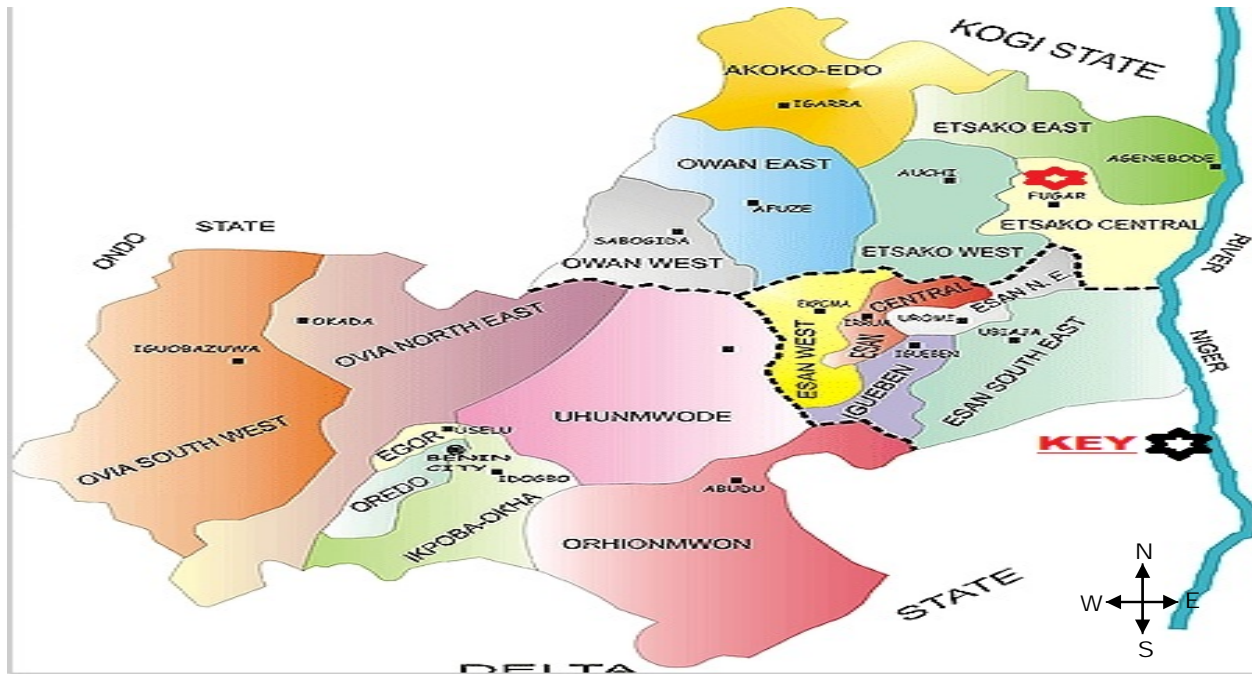 KOGI STATE
AKOKO-EDO
IGARRA
ETSAKO EAST
AGENEBODE
OWAN EAST
AUCHI
FUGAR
AFUZE
ETSAKO CENTRAL
ONDO
STATE
SABOGIDA
OWAN WEST
ETSAKO WEST
RIVER
NIGER
EKPOMA
CENTRAL
ESAN N. E.
OKADA
IRRUA
UROMI
UBIAJA
OVIA NORTH EAST
IGUOBAZUWA
ESAN WEST
ESAN
IGUEBEN
IGUEBEN
ESAN SOUTH EAST
UHUNMWODE
EGOR
USELU
OVIA SOUTH WEST
BENIN
CITY
IDOGBO
KEY
OREDO
ABUDU
IKPOBA-OKHA
ORHIONMWON
N
W
E
S
STATE
DELTA